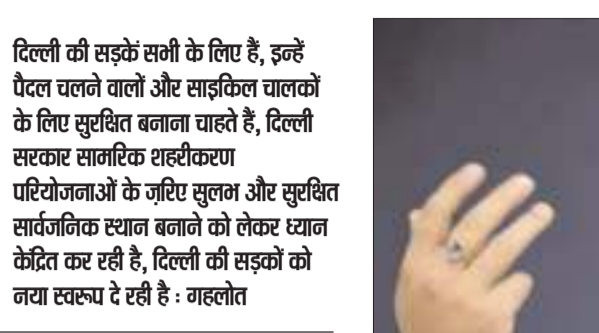 दिल्ली की सड़कें सभी के लिए हैं, इन्हें
पैदल चलने वालों और साइकिल चालकों
के लिए सुरक्षित बनाना चाहते हैं, दिल्ली
सरकार सामरिक शहरीकरण
परियोजनाओं के ज़रिए सुलभ और सुरक्षित
सार्वजनिक स्थान बनाने को लेकर ध्यान
केंद्रित कर रही है, दिल्ली की सड़कों को
नया स्वरूप दे रही है : गहलोत